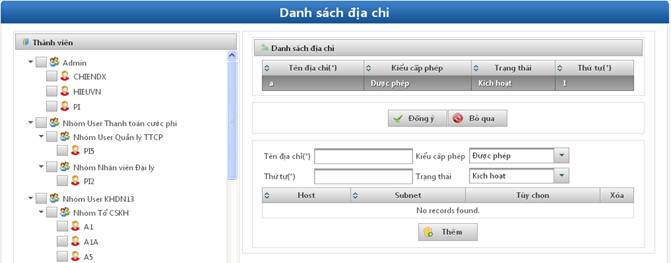 Danh sách địa chỉ
Thành viên
Admin
CHIENDX
HIEUVN
PI
Nhóm User Thanh toán cước phí
Nhóm User Quản lý TTCP
PI5
Nhóm Nhân viên Đại lý
PI2
Nhóm User KHDN13
Nhóm Tổ CSKH
A1
A1A
A5
Danh sách địa chỉ
Tên địa chỉ(*) Kiểu cấp phép Trạng thái Thứ tự(*)
a Được phép Kích hoạt 1
Đồng ý Bỏ qua
Tên địa chỉ(*) Kiểu cấp phép Được phép
Thứ tự(*) Trạng thái Kích hoạt
Host Subnet Tùy chọn Xóa
No records found.
Thêm